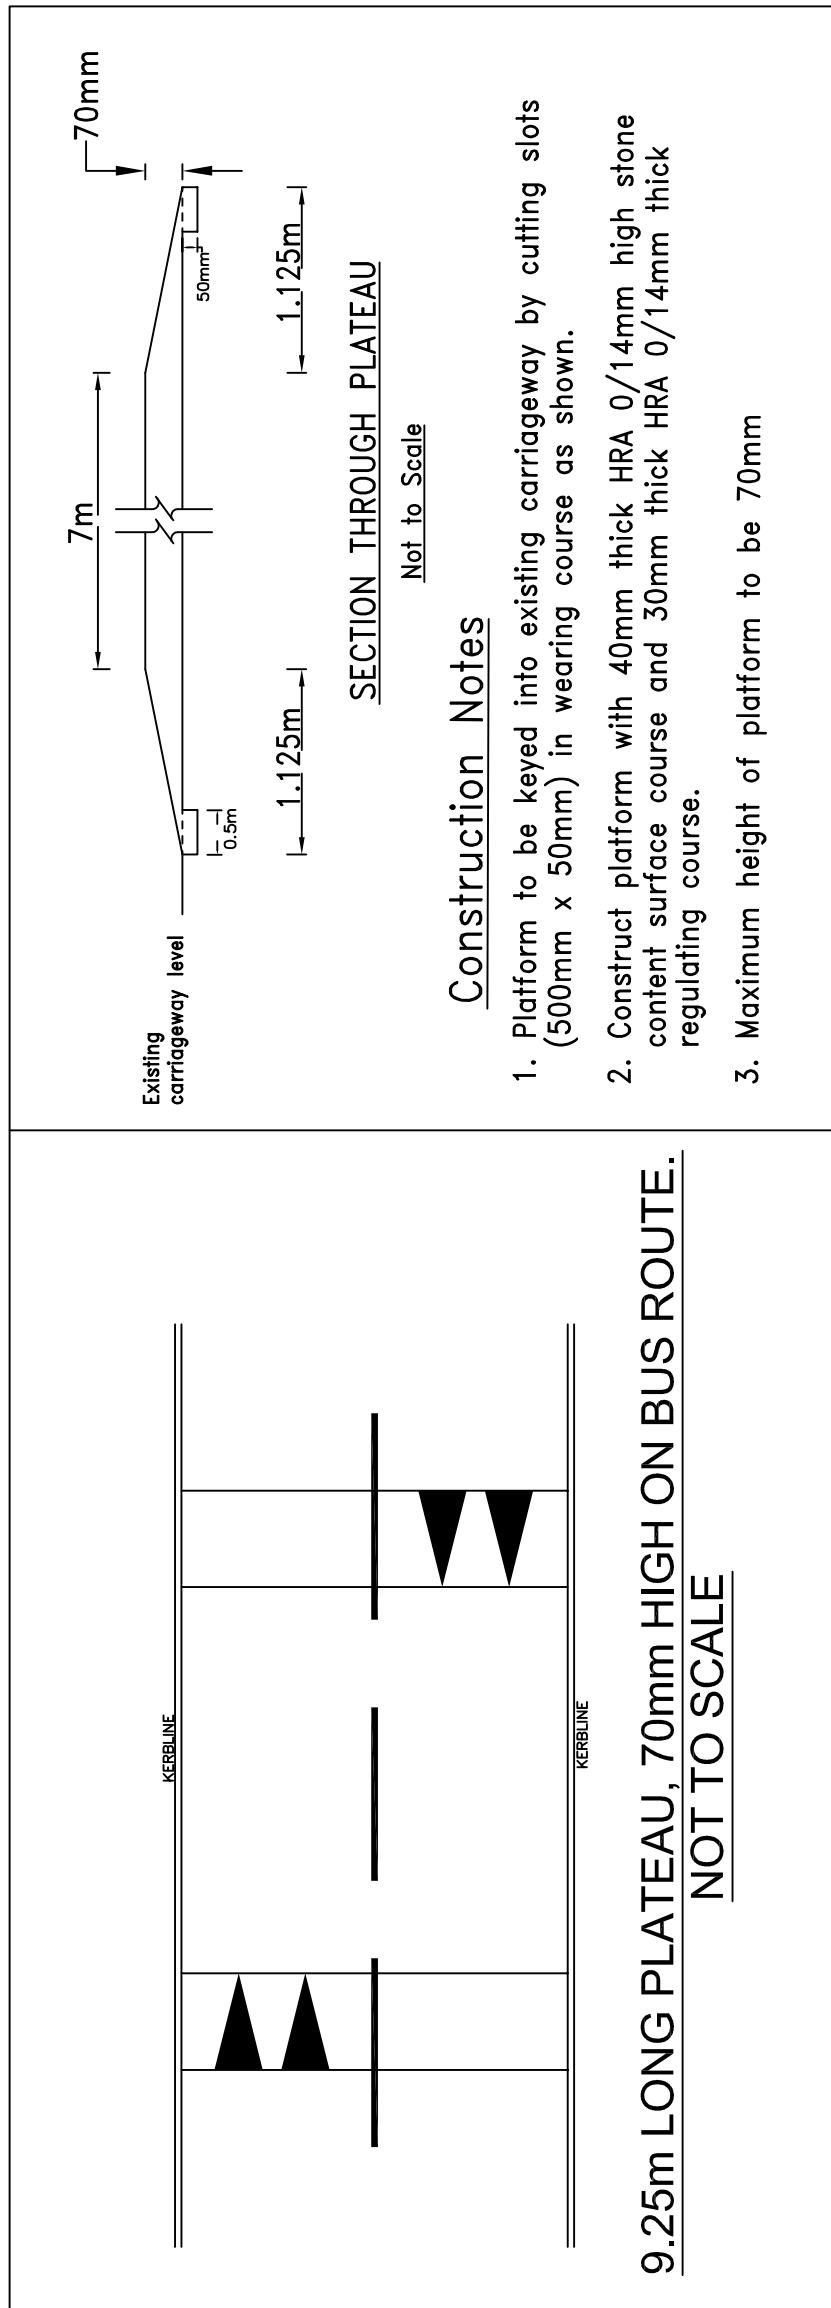 KERBLINE
KERBLINE
9.25m LONG PLATEAU, 70mm HIGH ON BUS ROUTE.
NOT TO SCALE
Existing
carriageway level
7m
70mm
50mm
0.5m
1.125m
1.125m
SECTION THROUGH PLATEAU
Not to Scale
Construction Notes
1. Platform to be keyed into existing carriageway by cutting slots
(500mm x 50mm) in wearing course as shown.
2. Construct platform with 40mm thick HRA 0/14mm high stone
content surface course and 30mm thick HRA 0/14mm thick
regulating course.
3. Maximum height of platform to be 70mm